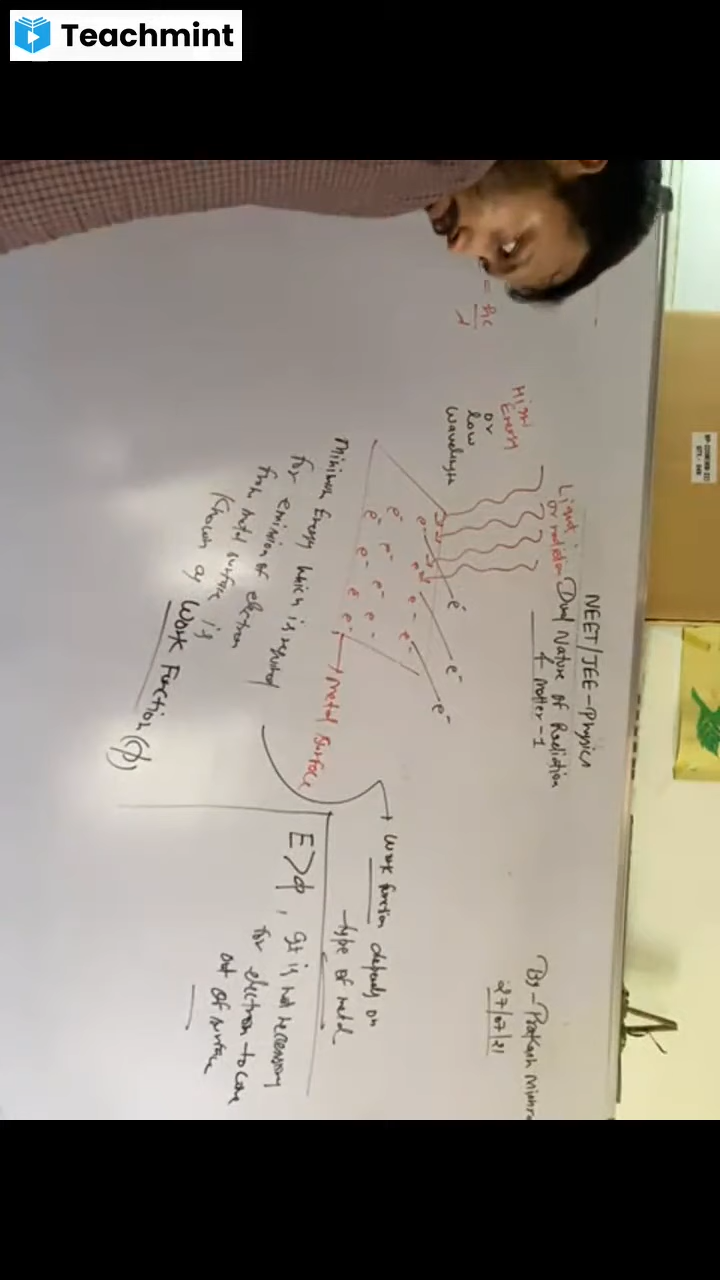 Teachmint
NEET/JEE-Physics
Dual Nature of Radiation
& Matter-1
By-Prakash Mishra
27/07/21
= hc
λ
High
Energy
or
low
wavelength
Light
or radiation
e⁻
e⁻
e⁻
e⁻ e⁻ e⁻
e⁻ e⁻ e⁻ e⁻
e⁻ e⁻ e⁻ e⁻
metal surface
Minimum Energy which is required
for emission of electron
from metal surface is
known as Work Function (ϕ)
Work function depends on
type of metal
E>ϕ, It is not necessary
for electron to come
out of surface